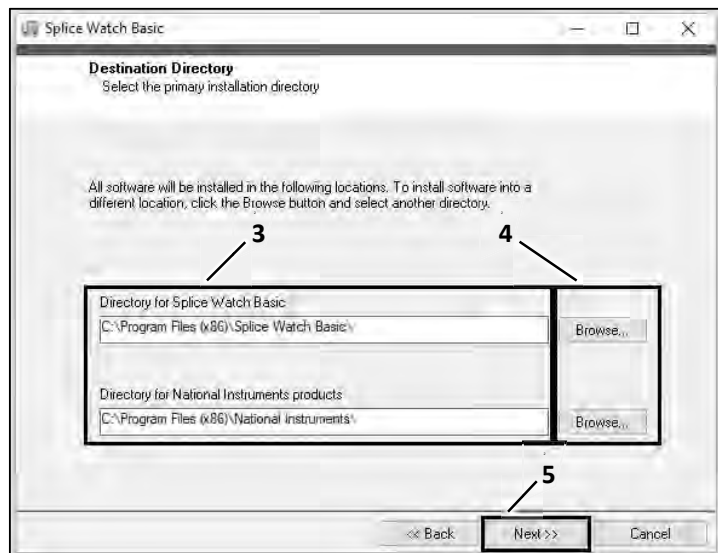 Splice Watch Basic
Destination Directory
Select the primary installation directory
All software will be installed in the following locations. To install software into a
different location, click the Browse button and select another directory.
3
4
Directory for Splice Watch Basic
C:\Program Files (x86)\Splice Watch Basic\
Browse...
Directory for National Instruments products
C:\Program Files (x86)\National Instruments\
Browse...
5
<< Back
Next >>
Cancel